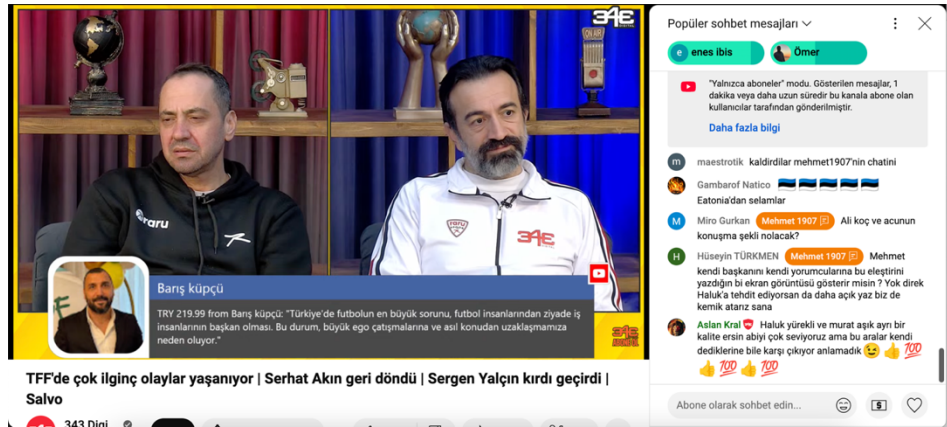 343
DIGITAL
ON AIR
raru
raru
343
Barış küpçü
TRY 219.99 from Barış küpçü: "Türkiye'de futbolun en büyük sorunu, futbol insanlarından ziyade iş
insanlarının başkan olması. Bu durum, büyük ego çatışmalarına ve asıl konudan uzaklaşmamıza
neden oluyor."
343
TFF'de çok ilginç olaylar yaşanıyor | Serhat Akın geri döndü | Sergen Yalçın kırdı geçirdi |
Salvo
343 Digi
Popüler sohbet mesajları
e enes ibis
Ömer
"Yalnızca aboneler" modu. Gösterilen mesajlar, 1
dakika veya daha uzun süredir bu kanala abone olan
kullanıcılar tarafından gönderilmiştir.
Daha fazla bilgi
m maestrotik kaldirdilar mehmet1907'nin chatini
Gambarof Natico 🇪🇪🇪🇪🇪🇪🇪🇪🇪🇪
Eatonia'dan selamlar
M Miro Gurkan Mehmet 1907 Ali koç ve acunun
konuşma şekli nolacak?
H Hüseyin TÜRKMEN Mehmet 1907 Mehmet
kendi başkanını kendi yorumcularına bu eleştirini
yazdığın bi ekran görüntüsü gösterir misin ? Yok direk
Haluk'a tehdit ediyorsan da daha açık yaz biz de
kemik atarız sana
Aslan Kral Haluk yürekli ve murat aşık ayrı bir
kalite ersin abiyi çok seviyoruz ama bu aralar kendi
dediklerine bile karşı çıkıyor anlamadık 😉👍💯
👍💯👍💯
Abone olarak sohbet edin...